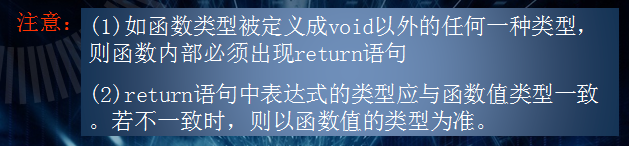 注意：(1)如函数类型被定义成void以外的任何一种类型，
则函数内部必须出现return语句
(2)return语句中表达式的类型应与函数值类型一致
。若不一致时，则以函数值的类型为准。